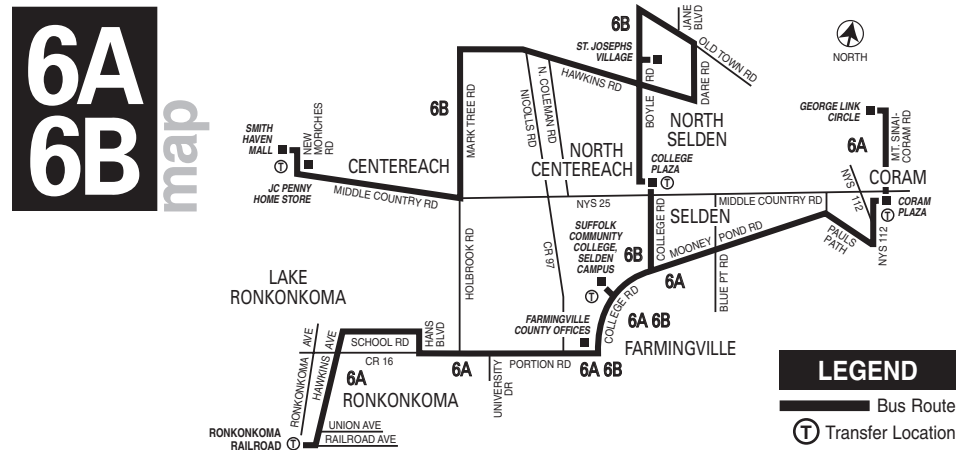 6A
6B
map
6B
JANE
BLVD
ST. JOSEPHS
VILLAGE
OLD TOWN RD
NORTH
HAWKINS RD
BOYLE RD
DARE RD
N. COLEMAN RD
NICOLLS RD
MARK TREE RD
6B
NORTH
SELDEN
GEORGE LINK
CIRCLE
6A
MT. SINAI-
CORAM RD
SMITH
HAVEN
MALL
T
NEW
MORICHES
RD
JC PENNY
HOME STORE
CENTEREACH
MIDDLE COUNTRY RD
NORTH
CENTEREACH
COLLEGE
PLAZA
T
NYS 25
MIDDLE COUNTRY RD
NYS 112
CORAM
CORAM
PLAZA
T
NYS 112
PAULS
PATH
SELDEN
COLLEGE RD
SUFFOLK
COMMUNITY
COLLEGE,
SELDEN
CAMPUS
T
6B
MOONEY POND RD
6A
BLUE PT RD
HOLBROOK RD
CR 97
LAKE
RONKONKOMA
COLLEGE RD
6A 6B
FARMINGVILLE
COUNTY OFFICES
FARMINGVILLE
HANS
BLVD
SCHOOL RD
CR 16
RONKONKOMA AVE
HAWKINS AVE
6A
6A
UNIVERSITY
DR
PORTION RD
6A 6B
RONKONKOMA
UNION AVE
RAILROAD AVE
RONKONKOMA
RAILROAD
T
LEGEND
Bus Route
T Transfer Location